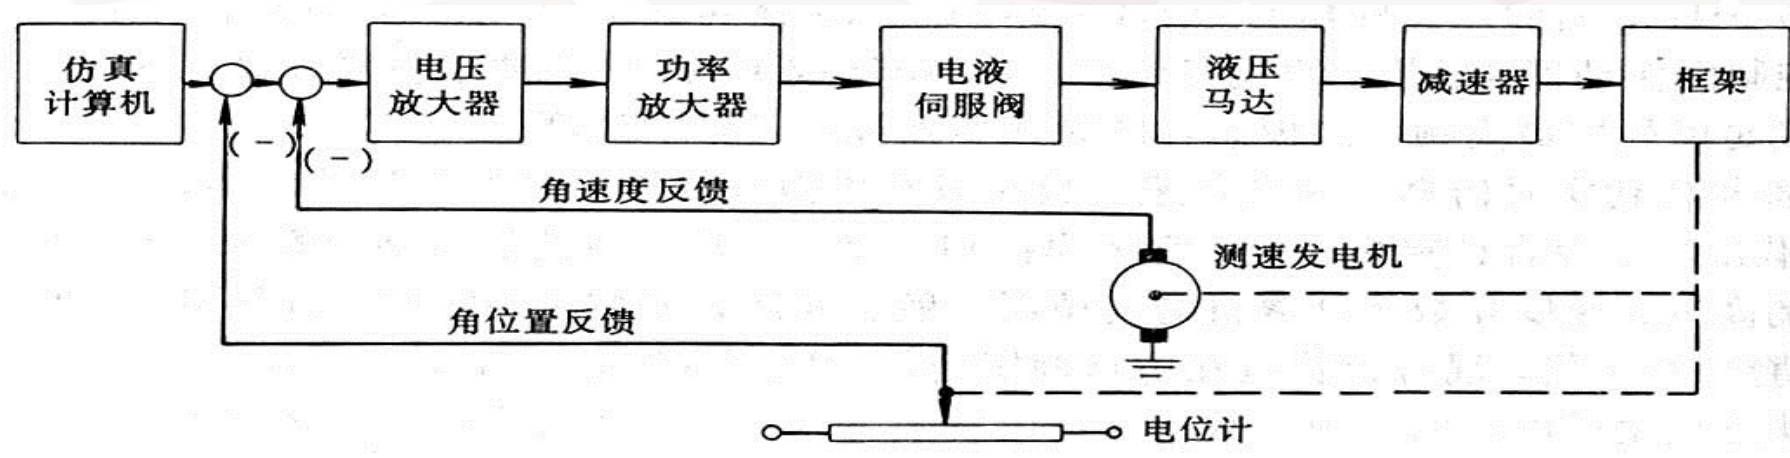 仿真
计算机
电压
放大器
功率
放大器
电液
伺服阀
液压
马达
减速器
框架
(-)
(-)
角速度反馈
测速发电机
角位置反馈
电位计